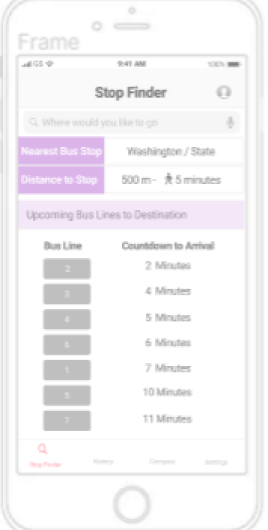 Frame
9:41 AM 100%
Stop Finder
Where would you like to go
Nearest Bus Stop Washington / State
Distance to Stop 500 m - 5 minutes
Upcoming Bus Lines to Destination
Bus Line Countdown to Arrival
2 2 Minutes
3 4 Minutes
4 5 Minutes
6 6 Minutes
1 7 Minutes
5 10 Minutes
7 11 Minutes
Stop Finder History Compare Settings